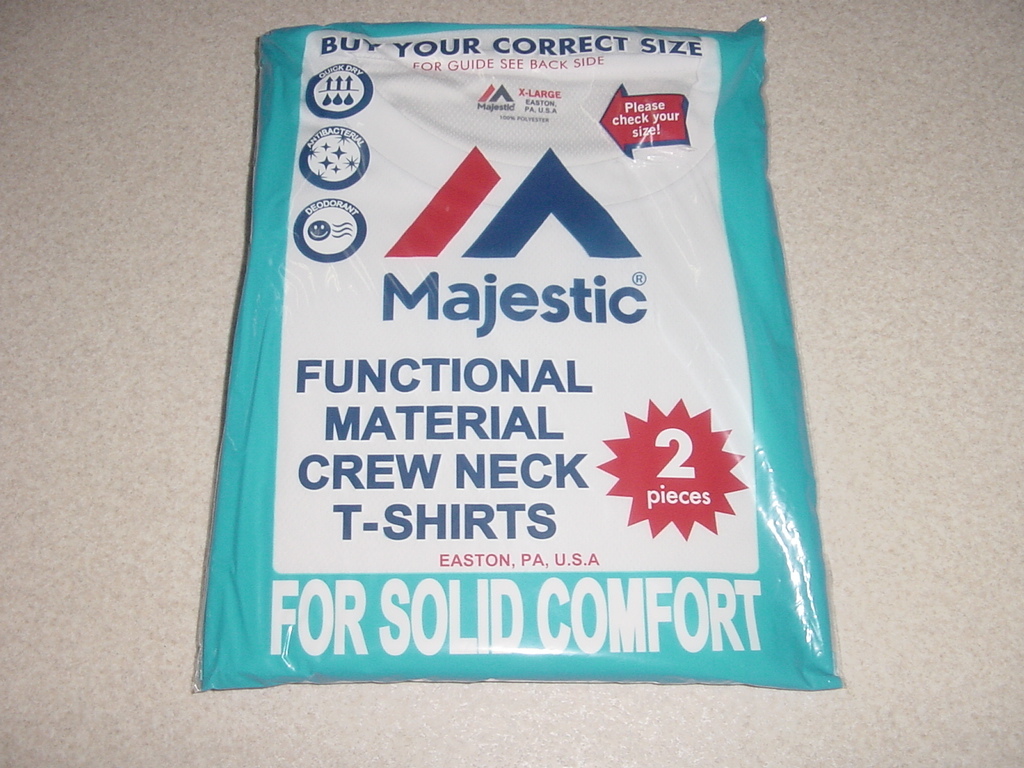 BUY YOUR CORRECT SIZE
FOR GUIDE SEE BACK SIDE
QUICK DRY
ANTIBACTERIAL
DEODORANT
Majestic
X-LARGE
EASTON,
PA, U.S.A
100% POLYESTER
Please
check your
size!
Majestic®
FUNCTIONAL
MATERIAL
CREW NECK
T-SHIRTS
2
pieces
EASTON, PA, U.S.A
FOR SOLID COMFORT